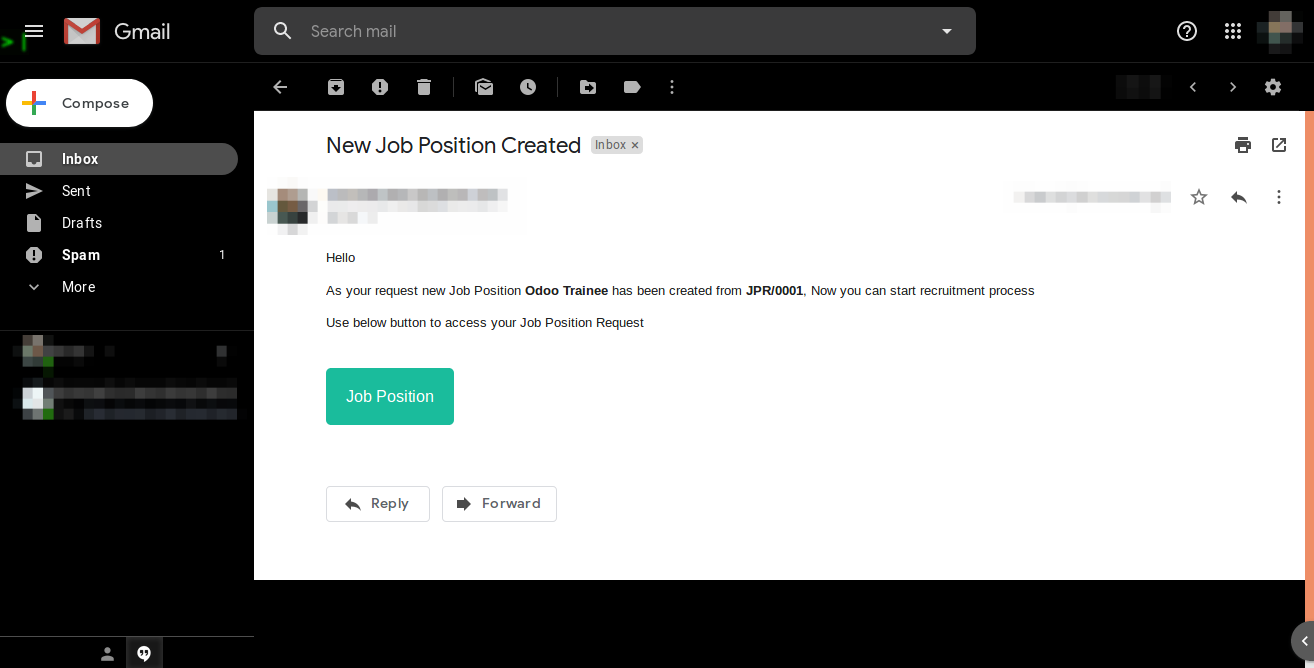 Gmail
Search mail
Compose
Inbox
Sent
Drafts
Spam 1
More
New Job Position Created Inbox ×
Hello
As your request new Job Position Odoo Trainee has been created from JPR/0001, Now you can start recruitment process
Use below button to access your Job Position Request
Job Position
Reply Forward